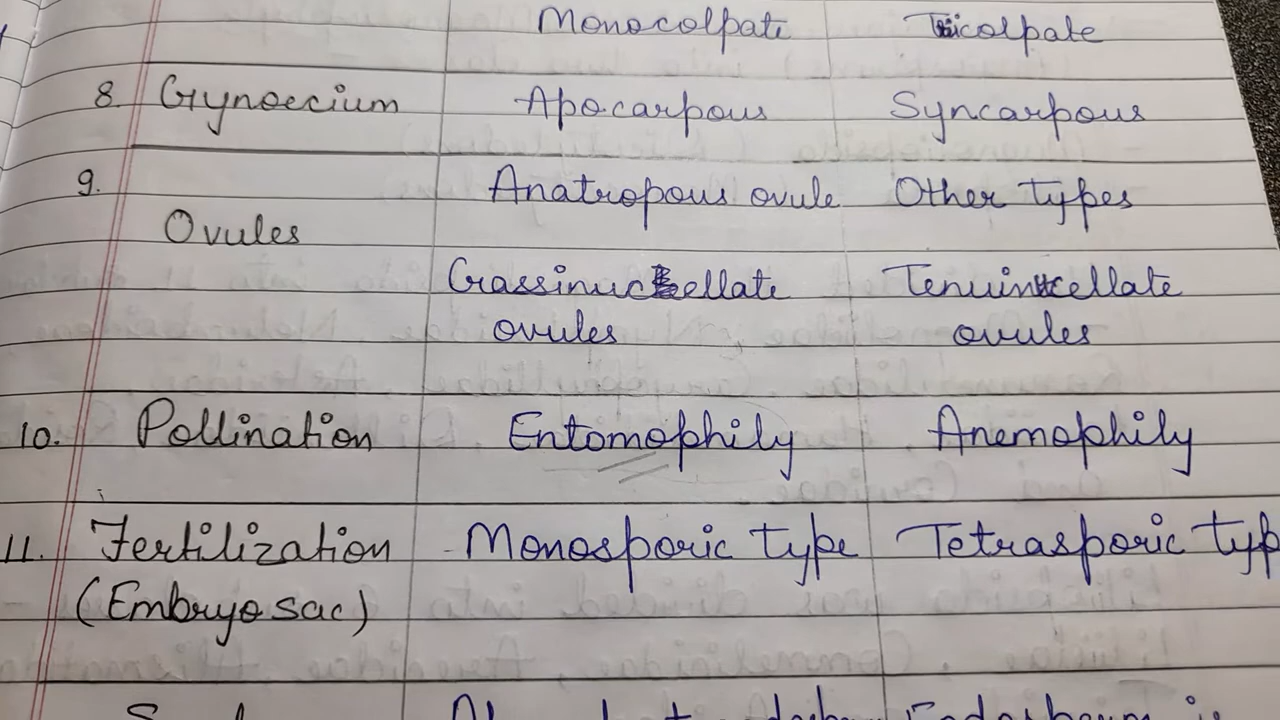 Monocolpate Tricolpate
8. Gynoecium Apocarpous Syncarpous
9. Anatropous ovule Other types
Ovules
Crassinucellate Tenuinucellate
ovules ovules
10. Pollination Entomophily Anemophily
11. Fertilization - Monosporic type Tetrasporic typ
(Embryo sac)